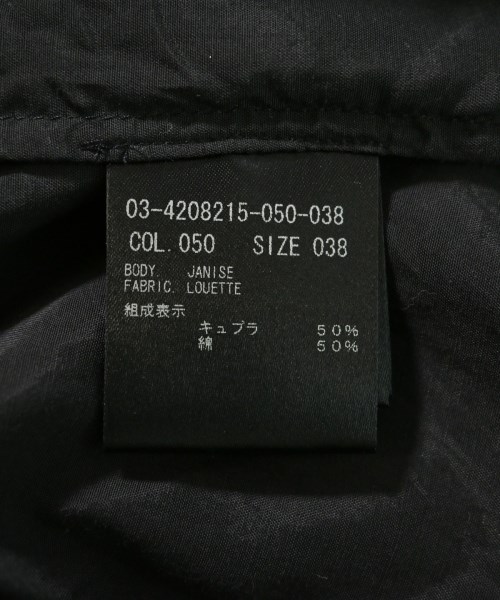 03-4208215-050-038
COL. 050 SIZE 038
BODY. JANISE
FABRIC. LOUETTE
組成表示
キュプラ 50%
綿 50%